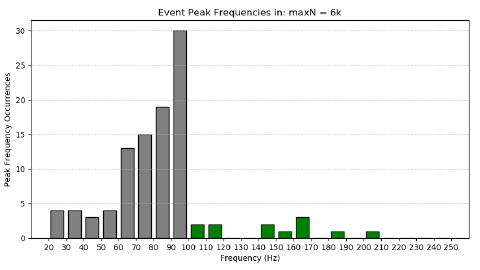 Event Peak Frequencies in: maxN = 6k
Peak Frequency Occurrences
30
25
20
15
10
5
0
20 30 40 50 60 70 80 90 100 110 120 130 140 150 160 170 180 190 200 210 220 230 240 250
Frequency (Hz)